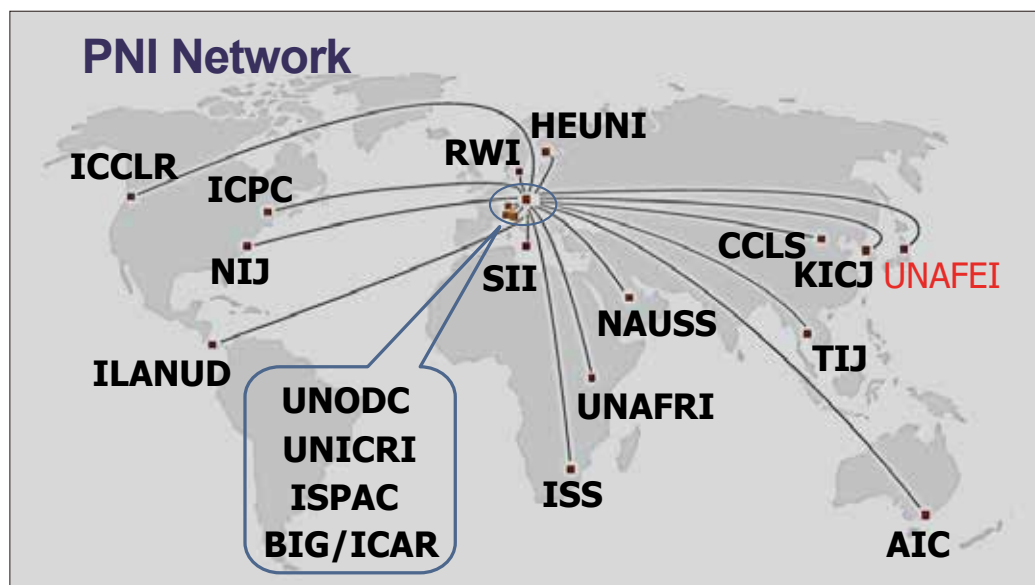 PNI Network
HEUNI
RWI
ICCLR
ICPC
CCLS
NIJ
SII
KICJ
UNAFEI
NAUSS
ILANUD
TIJ
UNODC
UNAFRI
UNICRI
ISPAC
ISS
BIG/ICAR
AIC